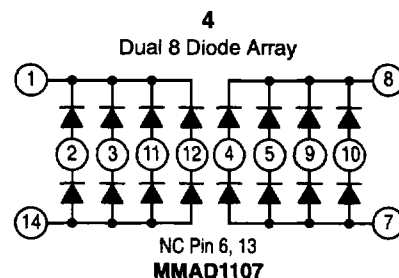 4
Dual 8 Diode Array
1 8
2 3 11 12 4 5 9 10
14 7
NC Pin 6, 13
MMAD1107